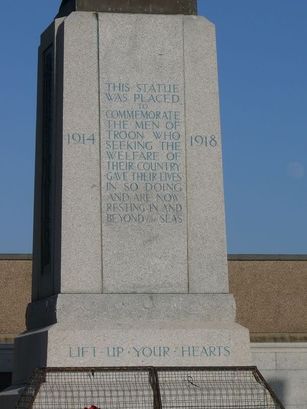 THIS STATUE
WAS PLACED
TO
COMMEMORATE
THE MEN OF
1914 TROON WHO 1918
SEEKING THE
WELFARE OF
THEIR COUNTRY
GAVE THEIR LIVES
IN SO DOING
AND ARE NOW
RESTING IN AND
BEYOND the SEAS
LIFT · UP · YOUR · HEARTS